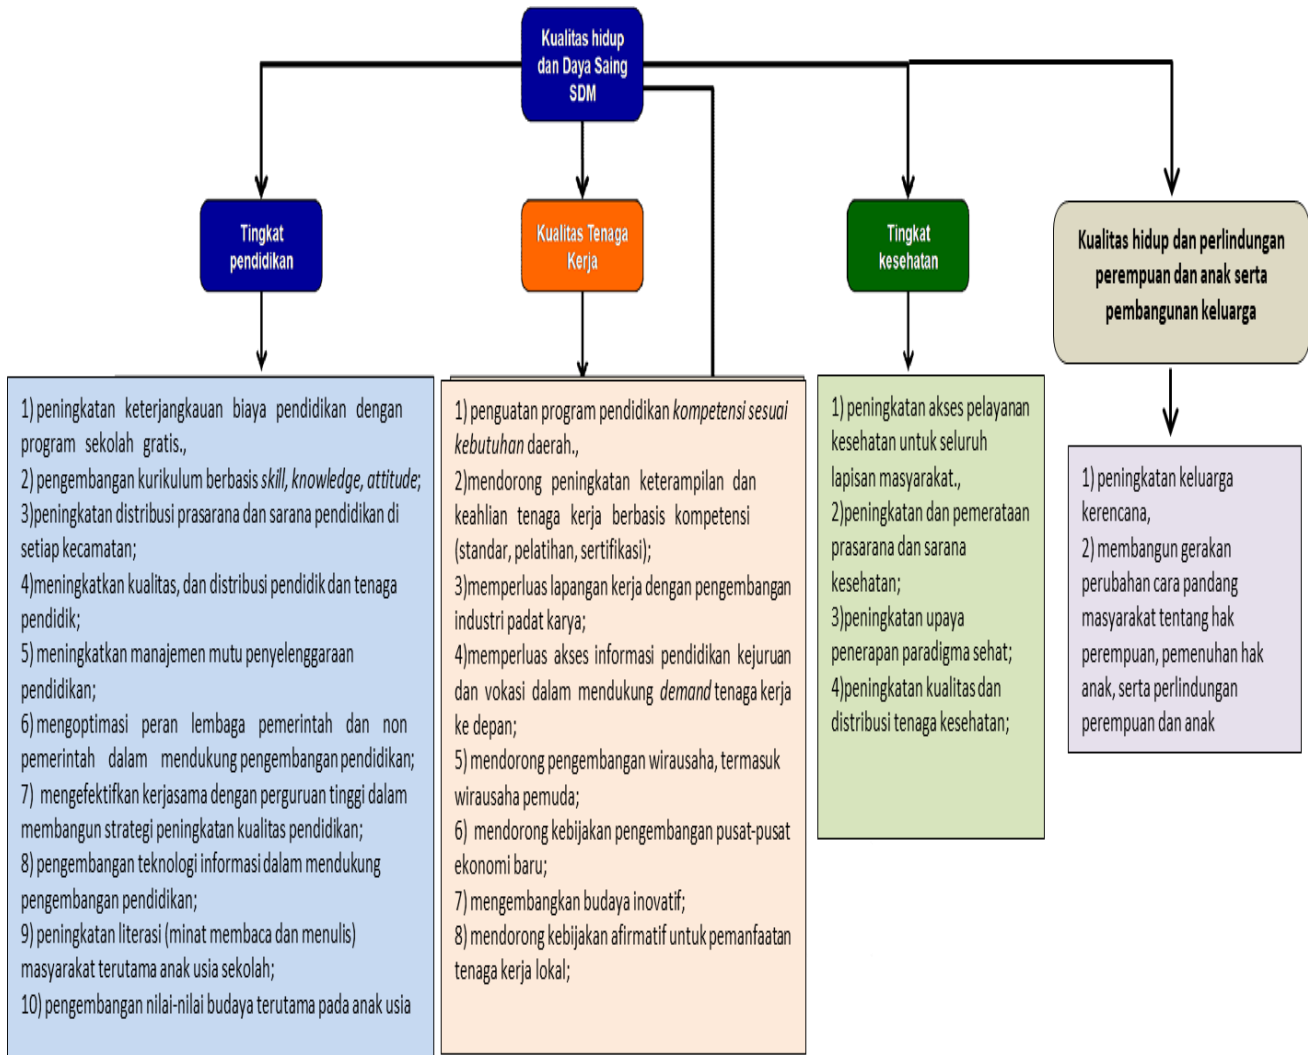 Kualitas hidup
dan Daya Saing
SDM
Tingkat
pendidikan
Kualitas Tenaga
Kerja
Tingkat
kesehatan
Kualitas hidup dan perlindungan
perempuan dan anak serta
pembangunan keluarga
1) peningkatan keterjangkauan biaya pendidikan dengan
program sekolah gratis.,
2) pengembangan kurikulum berbasis skill, knowledge, attitude;
3)peningkatan distribusi prasarana dan sarana pendidikan di
setiap kecamatan;
4)meningkatkan kualitas, dan distribusi pendidik dan tenaga
pendidik;
5) meningkatkan manajemen mutu penyelenggaraan
pendidikan;
6) mengoptimasi peran lembaga pemerintah dan non
pemerintah dalam mendukung pengembangan pendidikan;
7) mengefektifkan kerjasama dengan perguruan tinggi dalam
membangun strategi peningkatan kualitas pendidikan;
8) pengembangan teknologi informasi dalam mendukung
pengembangan pendidikan;
9) peningkatan literasi (minat membaca dan menulis)
masyarakat terutama anak usia sekolah;
10) pengembangan nilai-nilai budaya terutama pada anak usia
1) penguatan program pendidikan kompetensi sesuai
kebutuhan daerah.,
2)mendorong peningkatan keterampilan dan
keahlian tenaga kerja berbasis kompetensi
(standar, pelatihan, sertifikasi);
3)memperluas lapangan kerja dengan pengembangan
industri padat karya;
4)memperluas akses informasi pendidikan kejuruan
dan vokasi dalam mendukung demand tenaga kerja
ke depan;
5) mendorong pengembangan wirausaha, termasuk
wirausaha pemuda;
6) mendorong kebijakan pengembangan pusat-pusat
ekonomi baru;
7) mengembangkan budaya inovatif;
8) mendorong kebijakan afirmatif untuk pemanfaatan
tenaga kerja lokal;
1) peningkatan akses pelayanan
kesehatan untuk seluruh
lapisan masyarakat.,
2)peningkatan dan pemerataan
prasarana dan sarana
kesehatan;
3)peningkatan upaya
penerapan paradigma sehat;
4)peningkatan kualitas dan
distribusi tenaga kesehatan;
1) peningkatan keluarga
kerencana,
2) membangun gerakan
perubahan cara pandang
masyarakat tentang hak
perempuan, pemenuhan hak
anak, serta perlindungan
perempuan dan anak